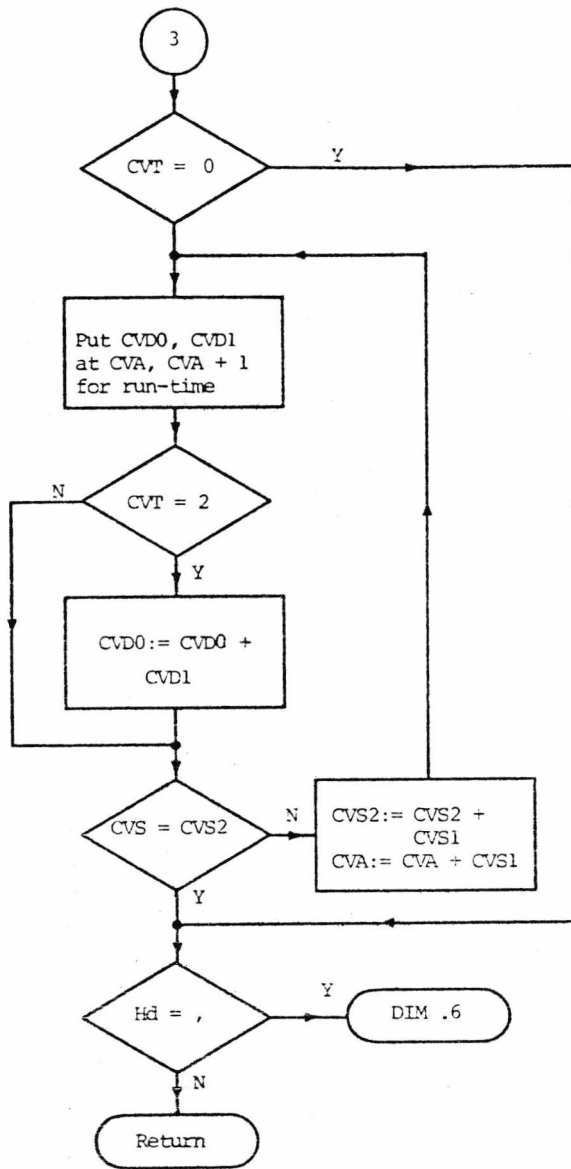 3
CVT = 0
Y
Put CVD0, CVD1
at CVA, CVA + 1
for run-time
N
CVT = 2
Y
CVD0:= CVD0 +
CVD1
CVS = CVS2
N
CVS2:= CVS2 +
CVS1
CVA:= CVA + CVS1
Y
Hd = ,
Y
DIM .6
N
Return